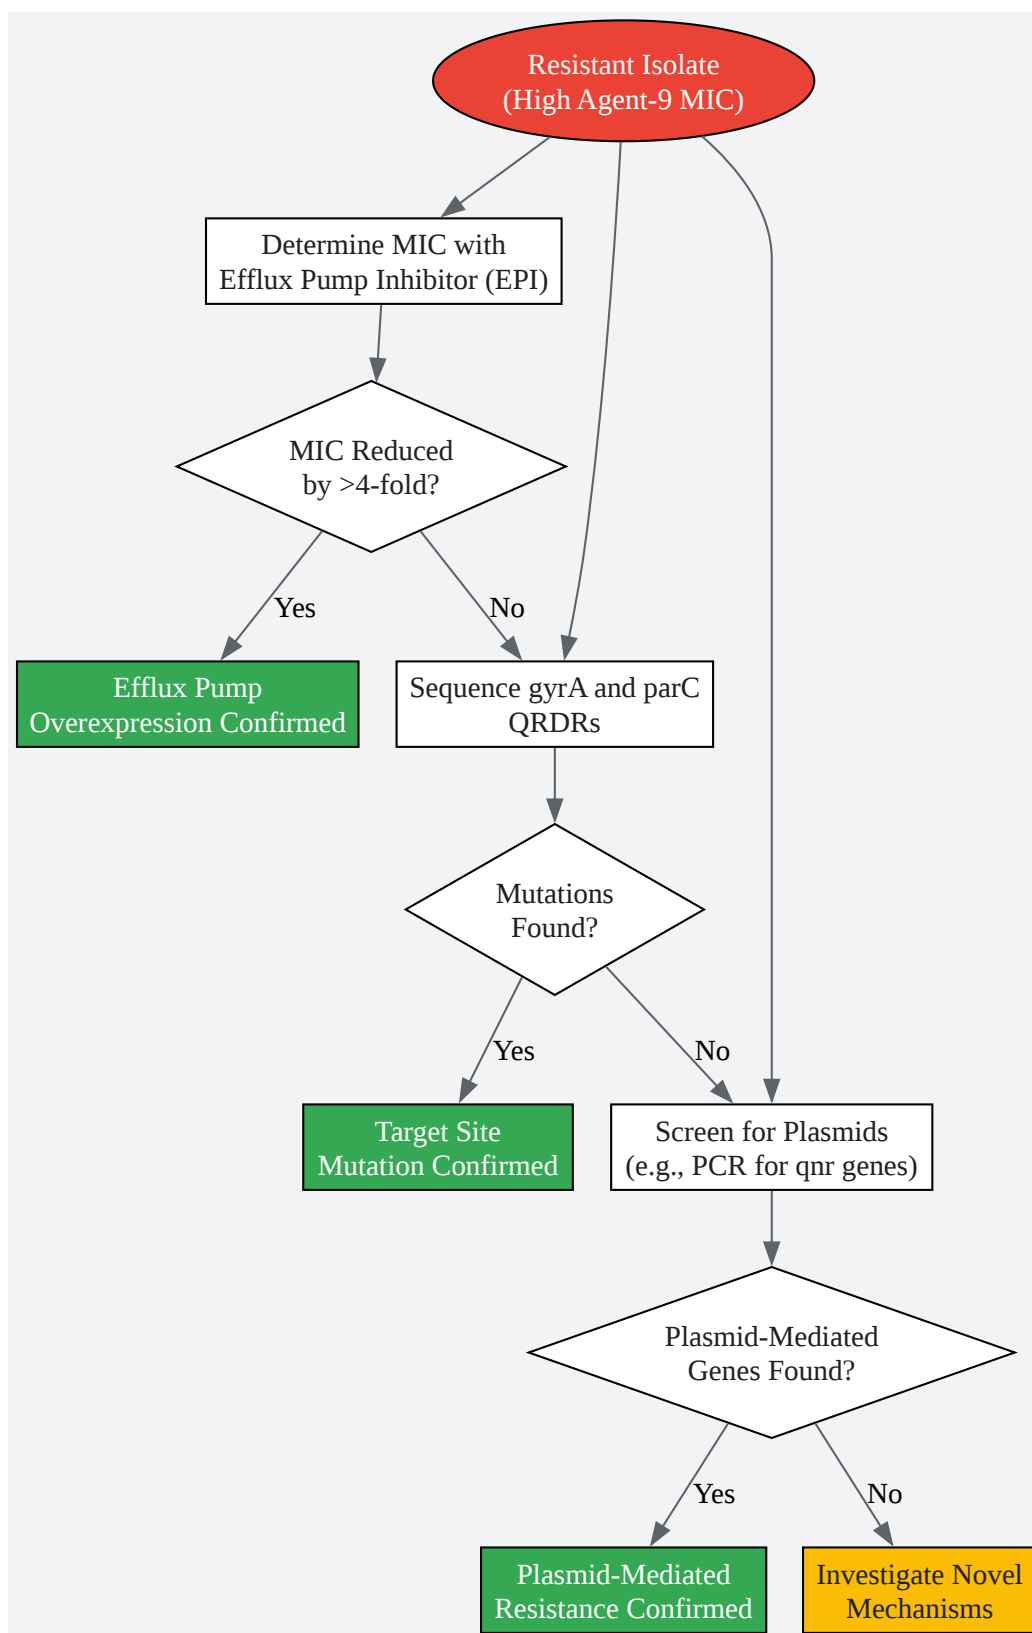 Resistant Isolate
(High Agent-9 MIC)
Determine MIC with
Efflux Pump Inhibitor (EPI)
MIC Reduced
by >4-fold?
Yes
No
Efflux Pump
Overexpression Confirmed
Sequence gyrA and parC
QRDRs
Mutations
Found?
Yes
No
Target Site
Mutation Confirmed
Screen for Plasmids
(e.g., PCR for qnr genes)
Plasmid-Mediated
Genes Found?
Yes
No
Plasmid-Mediated
Resistance Confirmed
Investigate Novel
Mechanisms